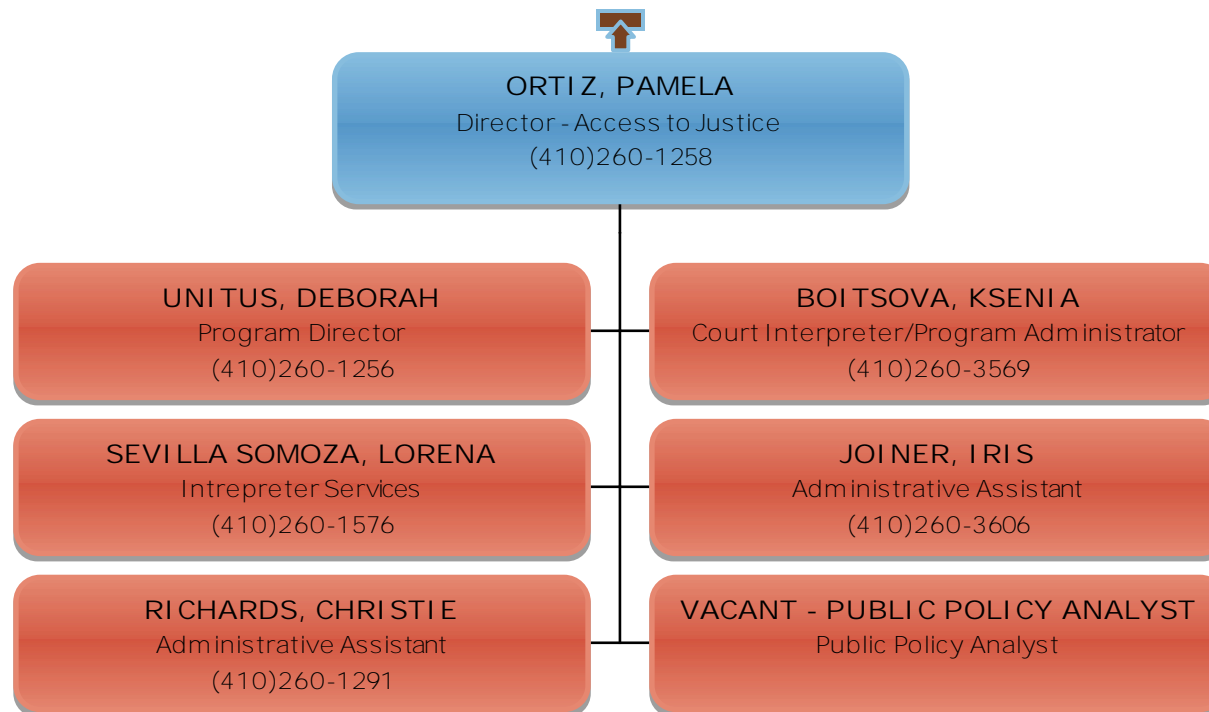 ORTIZ, PAMELA
Director - Access to Justice
(410)260-1258
UNITUS, DEBORAH
Program Director
(410)260-1256
BOITSOVA, KSENIA
Court Interpreter/Program Administrator
(410)260-3569
SEVILLA SOMOZA, LORENA
Intrepreter Services
(410)260-1576
JOINER, IRIS
Administrative Assistant
(410)260-3606
RICHARDS, CHRISTIE
Administrative Assistant
(410)260-1291
VACANT - PUBLIC POLICY ANALYST
Public Policy Analyst